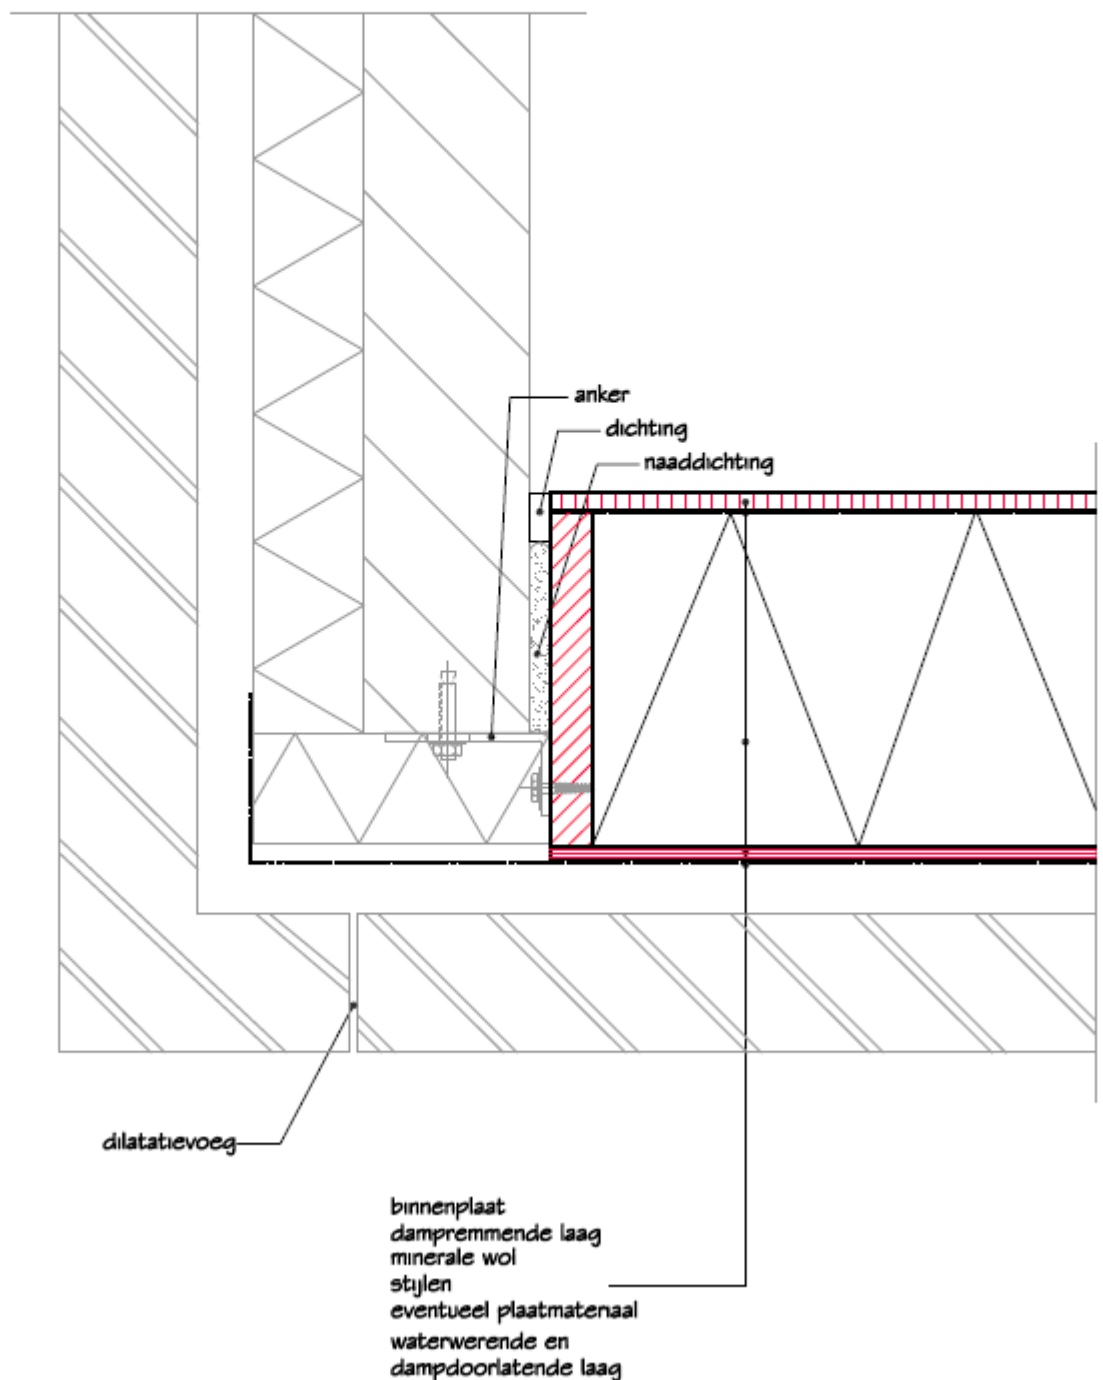 anker
dichting
naaddichting
dilatatievoeg
binnenplaat
dampremmende laag
minerale wol
stijlen
eventueel plaatmateriaal
waterwerende en
dampdoorlatende laag